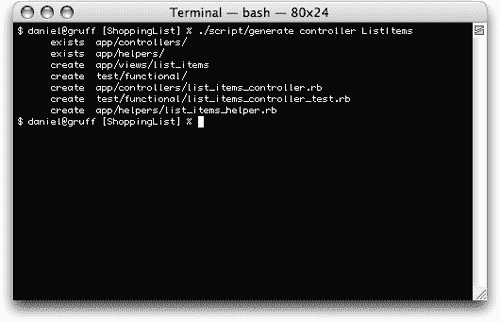 Terminal — bash — 80x24
$ daniel@gruff [ShoppingList] % ./script/generate controller ListItems
exists app/controllers/
exists app/helpers/
create app/views/list_items
create test/functional/
create app/controllers/list_items_controller.rb
create test/functional/list_items_controller_test.rb
create app/helpers/list_items_helper.rb
$ daniel@gruff [ShoppingList] %